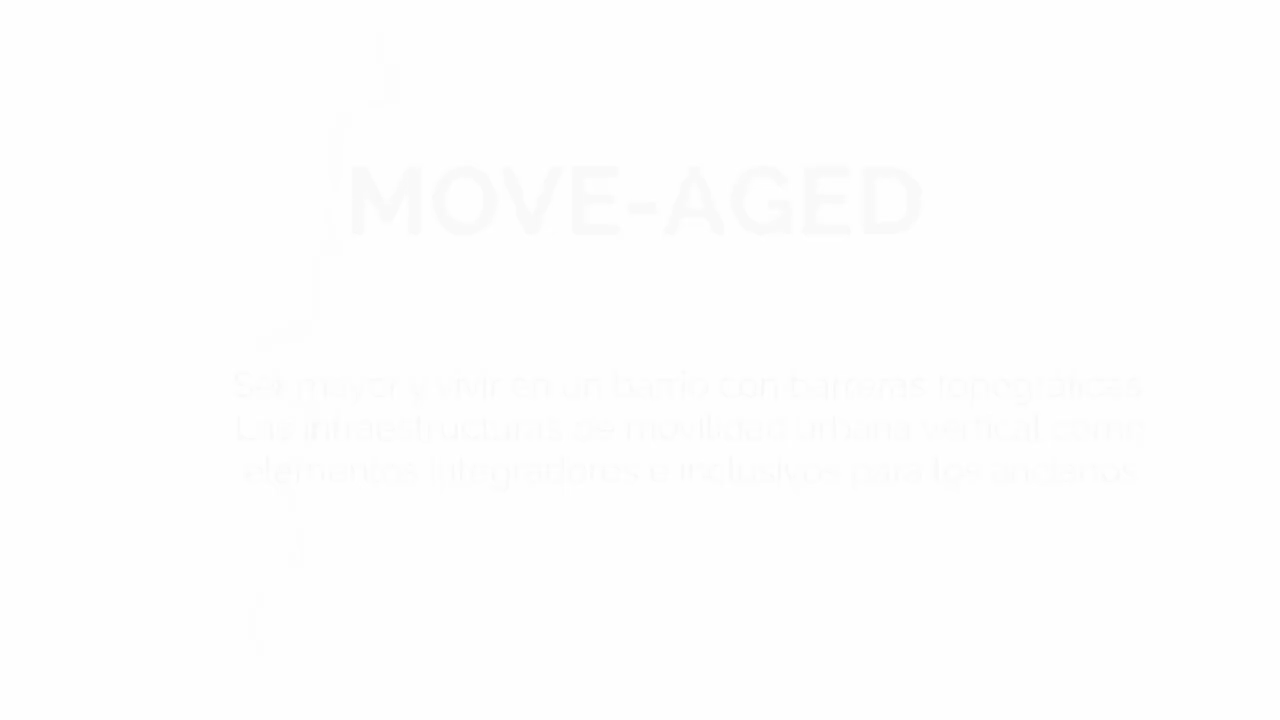 MOVE-AGED
Ser mayor y vivir en un barrio con barreras topográficas
Las infraestructuras de movilidad urbana vertical como
elementos integradores e inclusivos para los ancianos